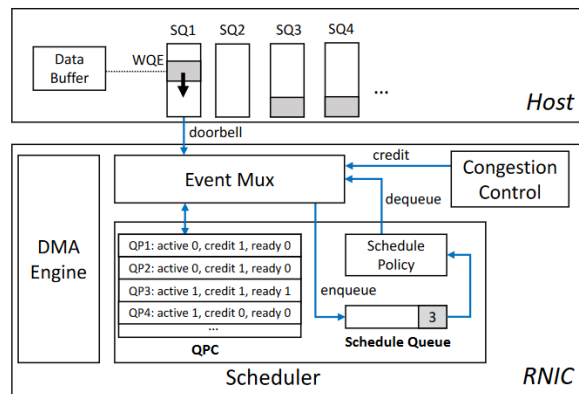 SQ1 SQ2 SQ3 SQ4
Data
Buffer
WQE
...
Host
doorbell
credit
Congestion
Control
Event Mux
dequeue
DMA
Engine
QP1: active 0, credit 1, ready 0
QP2: active 0, credit 1, ready 0
QP3: active 1, credit 1, ready 1
QP4: active 1, credit 0, ready 0
...
QPC
Schedule
Policy
enqueue
3
Schedule Queue
Scheduler
RNIC